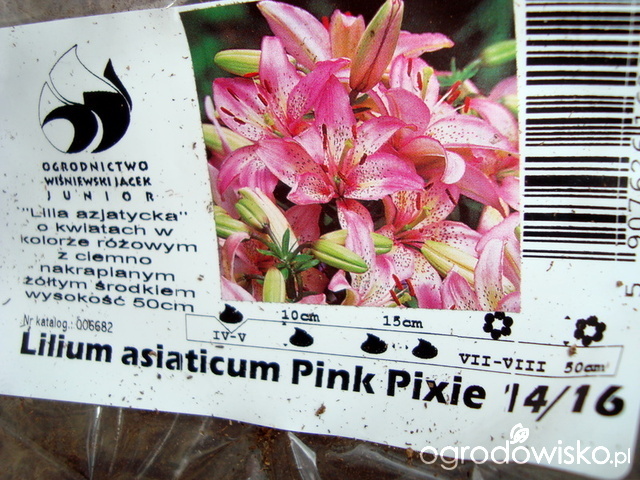 OGRODNICTWO
WIŚNIEWSKI JACEK
JUNIOR
"Lilia azjatycka"
o kwiatach w
kolorze różowym
z ciemno
nakrapianym
żółtym środkiem
wysokość 50cm
Nr katalog.: 006682
10cm
15cm
IV-V
VII-VIII
50cm
Lilium asiaticum Pink Pixie 14/16
ogrodowisko.pl